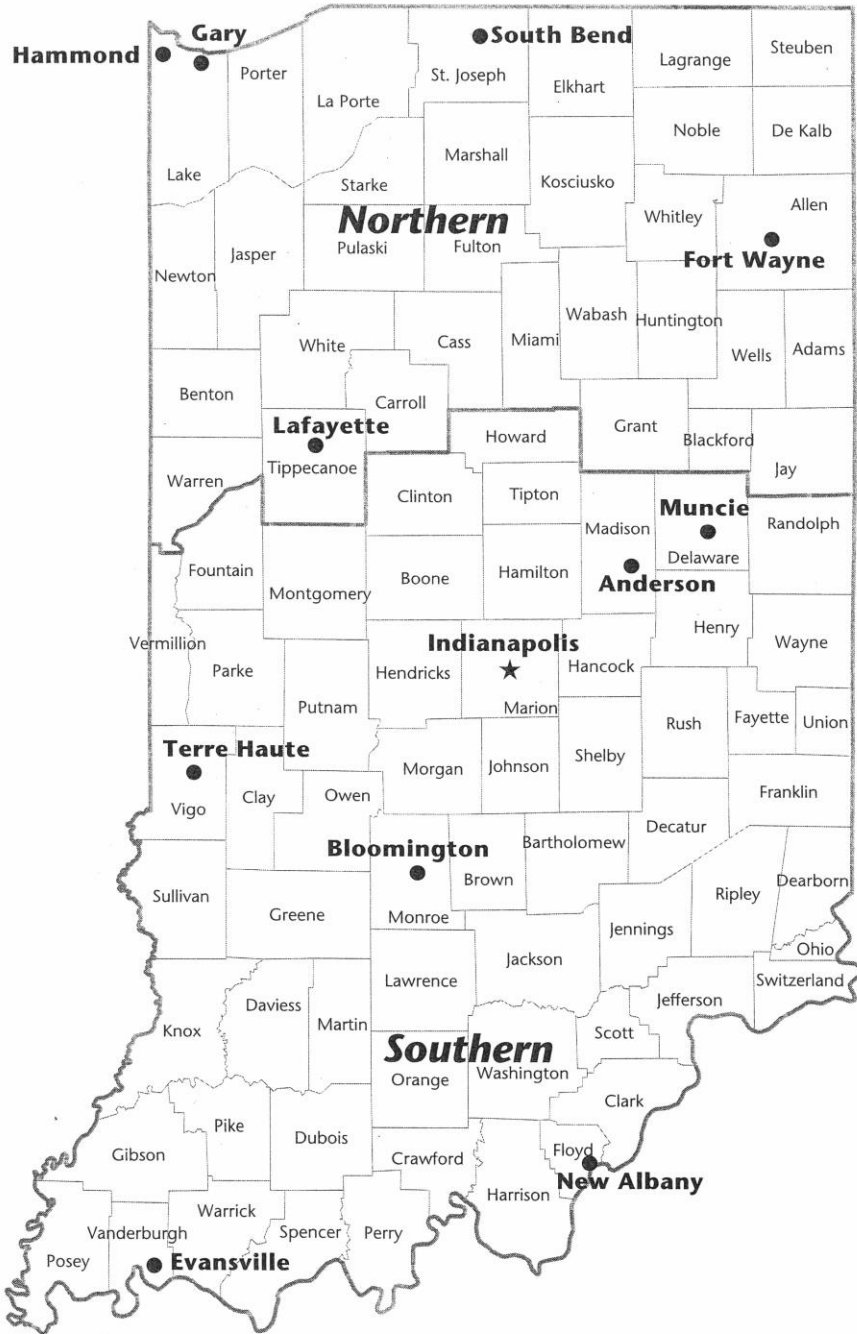 Gary
Hammond
South Bend
Porter
La Porte
St. Joseph
Elkhart
Lagrange
Steuben
Lake
Starke
Marshall
Kosciusko
Noble
De Kalb
Northern
Whitley
Allen
Newton
Jasper
Pulaski
Fulton
Fort Wayne
White
Cass
Miami
Wabash
Huntington
Wells
Adams
Benton
Carroll
Lafayette
Tippecanoe
Howard
Grant
Blackford
Jay
Warren
Clinton
Tipton
Madison
Muncie
Delaware
Randolph
Fountain
Montgomery
Boone
Hamilton
Anderson
Henry
Wayne
Vermillion
Parke
Putnam
Hendricks
Indianapolis
Marion
Hancock
Rush
Fayette
Union
Terre Haute
Vigo
Clay
Owen
Morgan
Johnson
Shelby
Franklin
Decatur
Bloomington
Monroe
Brown
Bartholomew
Sullivan
Greene
Jennings
Ripley
Dearborn
Ohio
Lawrence
Jackson
Jefferson
Switzerland
Knox
Daviess
Martin
Southern
Orange
Washington
Scott
Clark
Gibson
Pike
Dubois
Crawford
Floyd
New Albany
Harrison
Posey
Vanderburgh
Warrick
Spencer
Perry
Evansville